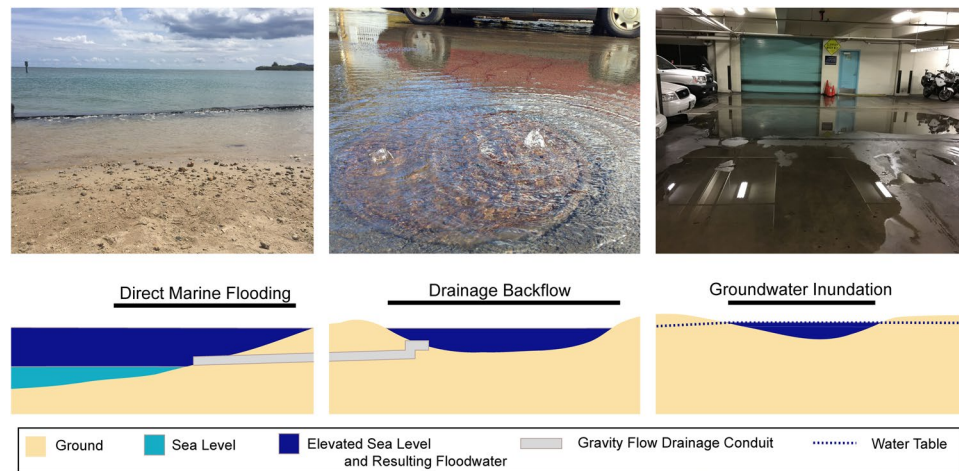 Direct Marine Flooding
Drainage Backflow
Groundwater Inundation
Ground
Sea Level
Elevated Sea Level
and Resulting Floodwater
Gravity Flow Drainage Conduit
Water Table